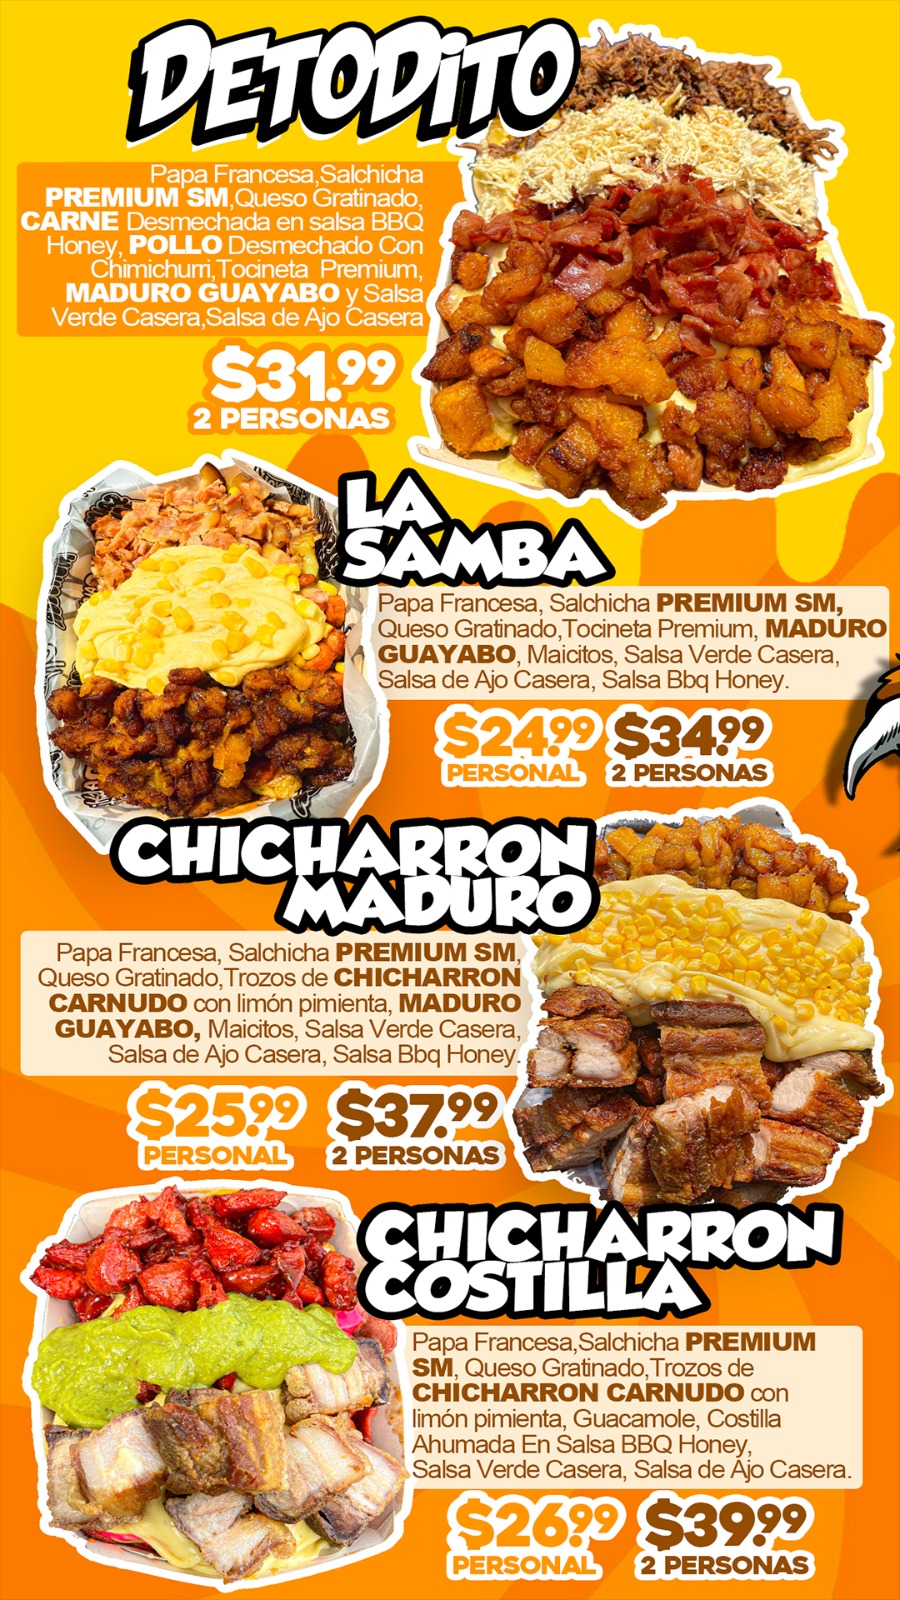 DETODiTO
Papa Francesa,Salchicha
PREMIUM SM,Queso Gratinado,
CARNE Desmechada en salsa BBQ
Honey, POLLO Desmechado Con
Chimichurri,Tocineta Premium,
MADURO GUAYABO y Salsa
Verde Casera,Salsa de Ajo Casera
$31.99
2 PERSONAS
LA
SAMBA
Papa Francesa, Salchicha PREMIUM SM,
Queso Gratinado,Tocineta Premium, MADURO
GUAYABO, Maicitos, Salsa Verde Casera,
Salsa de Ajo Casera, Salsa Bbq Honey.
$24.99 $34.99
PERSONAL 2 PERSONAS
CHICHARRON
MADURO
Papa Francesa, Salchicha PREMIUM SM,
Queso Gratinado,Trozos de CHICHARRON
CARNUDO con limón pimienta, MADURO
GUAYABO, Maicitos, Salsa Verde Casera,
Salsa de Ajo Casera, Salsa Bbq Honey.
$25.99 $37.99
PERSONAL 2 PERSONAS
CHICHARRON
COSTILLA
Papa Francesa,Salchicha PREMIUM
SM, Queso Gratinado,Trozos de
CHICHARRON CARNUDO con
limón pimienta, Guacamole, Costilla
Ahumada En Salsa BBQ Honey,
Salsa Verde Casera, Salsa de Ajo Casera.
$26.99 $39.99
PERSONAL 2 PERSONAS